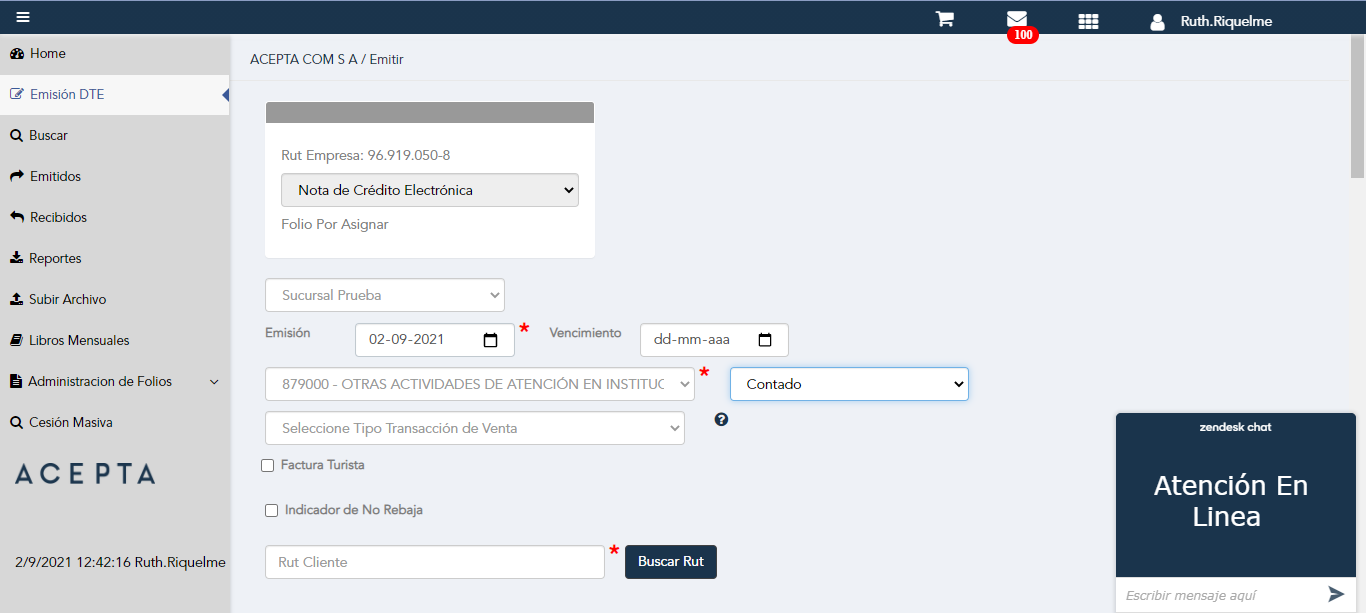 Ruth.Riquelme
100
Home
Emisión DTE
Buscar
Emitidos
Recibidos
Reportes
Subir Archivo
Libros Mensuales
Administracion de Folios
Cesión Masiva
ACEPTA
2/9/2021 12:42:16 Ruth.Riquelme
ACEPTA COM S A / Emitir
Rut Empresa: 96.919.050-8
Nota de Crédito Electrónica
Folio Por Asignar
Sucursal Prueba
Emisión 02-09-2021 * Vencimiento dd-mm-aaa
879000 - OTRAS ACTIVIDADES DE ATENCIÓN EN INSTITUC * Contado
Seleccione Tipo Transacción de Venta ?
Factura Turista
Indicador de No Rebaja
Rut Cliente * Buscar Rut
zendesk chat
Atención En
Linea
Escribir mensaje aquí